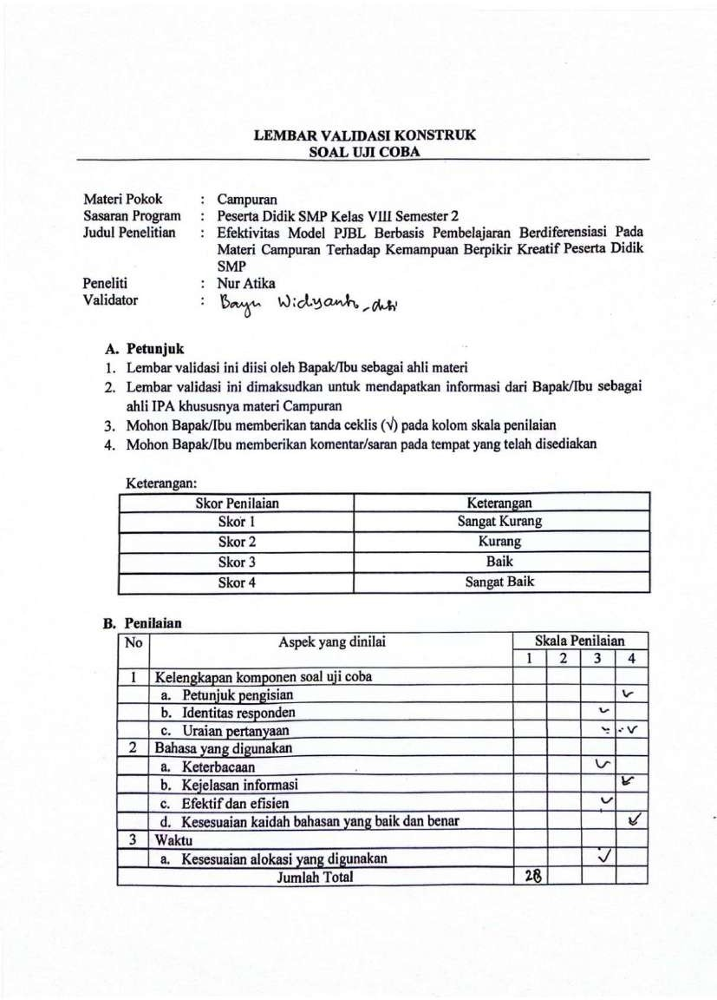 LEMBAR VALIDASI KONSTRUK
SOAL UJI COBA
Materi Pokok : Campuran
Sasaran Program : Peserta Didik SMP Kelas VIII Semester 2
Judul Penelitian : Efektivitas Model PJBL Berbasis Pembelajaran Berdiferensiasi Pada
Materi Campuran Terhadap Kemampuan Berpikir Kreatif Peserta Didik
SMP
Peneliti : Nur Atika
Validator : Bayu Widyanto
A. Petunjuk
1. Lembar validasi ini diisi oleh Bapak/Ibu sebagai ahli materi
2. Lembar validasi ini dimaksudkan untuk mendapatkan informasi dari Bapak/Ibu sebagai
ahli IPA khususnya materi Campuran
3. Mohon Bapak/Ibu memberikan tanda ceklis (√) pada kolom skala penilaian
4. Mohon Bapak/Ibu memberikan komentar/saran pada tempat yang telah disediakan
Keterangan:
Skor Penilaian Keterangan
Skor 1 Sangat Kurang
Skor 2 Kurang
Skor 3 Baik
Skor 4 Sangat Baik
B. Penilaian
No Aspek yang dinilai Skala Penilaian
1 2 3 4
1 Kelengkapan komponen soal uji coba
a. Petunjuk pengisian ✓
b. Identitas responden ✓
c. Uraian pertanyaan ✓
2 Bahasa yang digunakan
a. Keterbacaan ✓
b. Kejelasan informasi ✓
c. Efektif dan efisien ✓
d. Kesesuaian kaidah bahasan yang baik dan benar ✓
3 Waktu
a. Kesesuaian alokasi yang digunakan ✓
Jumlah Total 28